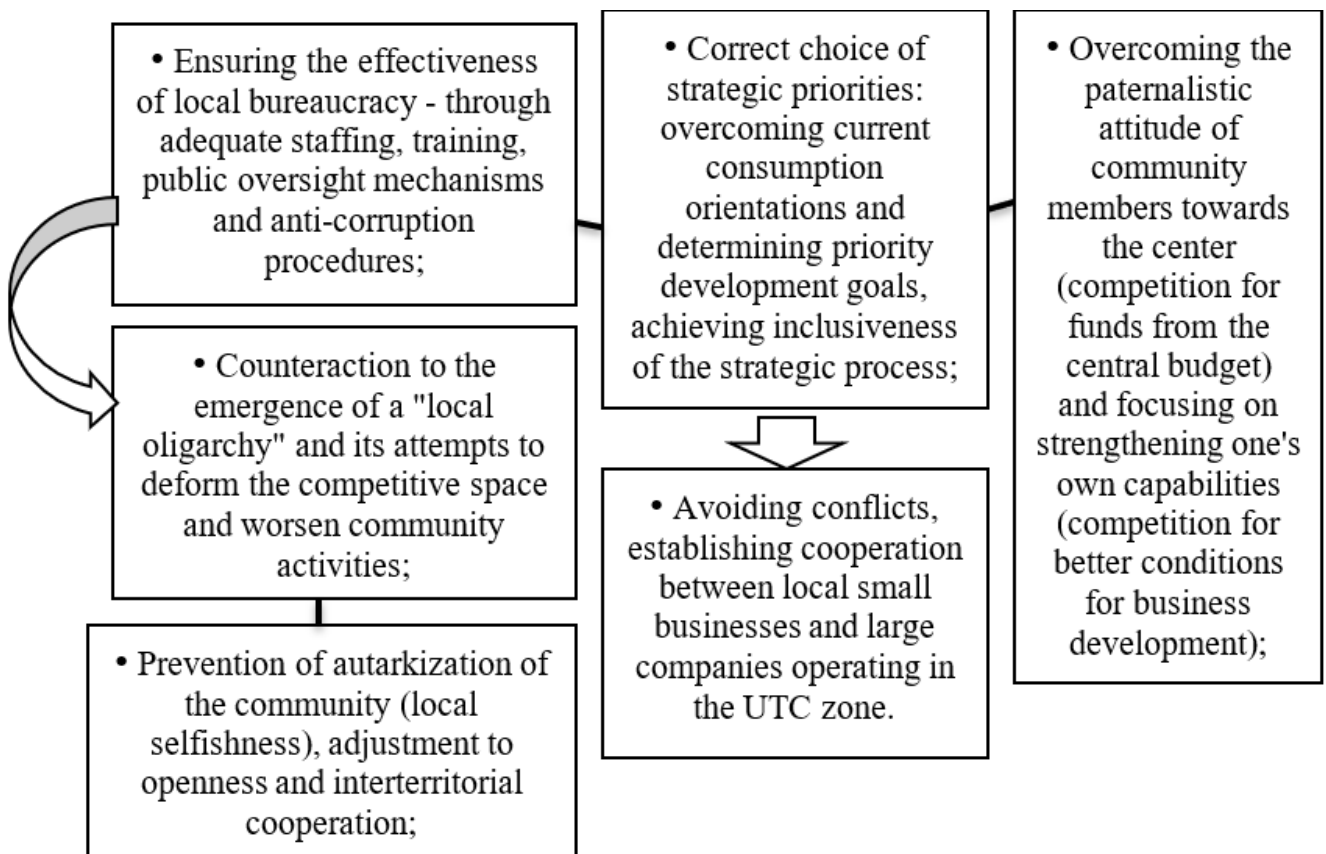 • Ensuring the effectiveness
of local bureaucracy - through
adequate staffing, training,
public oversight mechanisms
and anti-corruption
procedures;
• Counteraction to the
emergence of a "local
oligarchy" and its attempts to
deform the competitive space
and worsen community
activities;
• Prevention of autarkization of
the community (local
selfishness), adjustment to
openness and interterritorial
cooperation;
• Correct choice of
strategic priorities:
overcoming current
consumption
orientations and
determining priority
development goals,
achieving inclusiveness
of the strategic process;
• Avoiding conflicts,
establishing cooperation
between local small
businesses and large
companies operating in
the UTC zone.
• Overcoming the
paternalistic
attitude of
community
members towards
the center
(competition for
funds from the
central budget)
and focusing on
strengthening one's
own capabilities
(competition for
better conditions
for business
development);